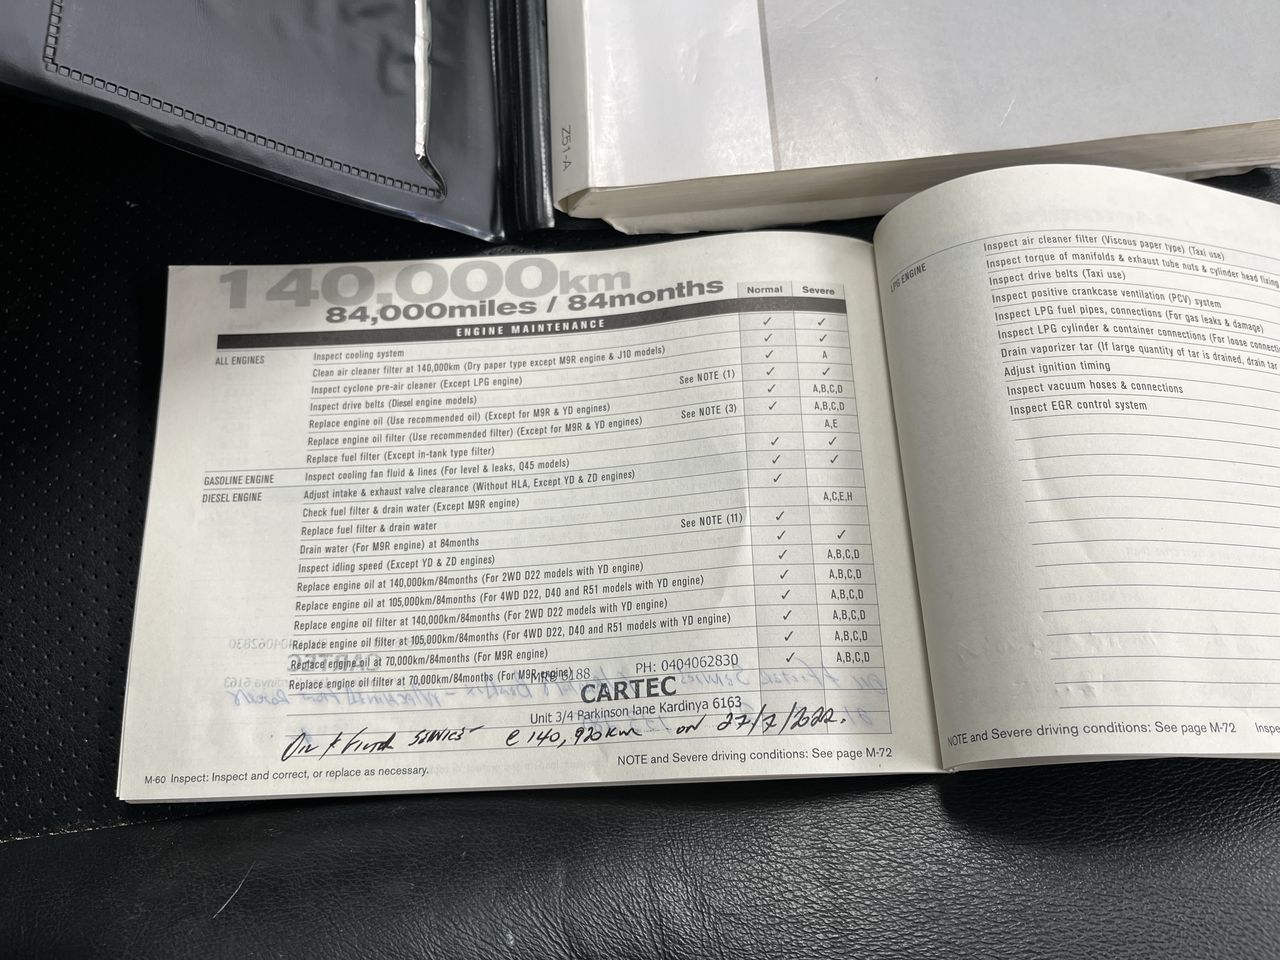 Z51-A
140,000km
84,000miles / 84months
Normal Severe
ENGINE MAINTENANCE
ALL ENGINES Inspect cooling system ✓ ✓
Clean air cleaner filter at 140,000km (Dry paper type except M9R engine & J10 models) ✓ ✓
Inspect cyclone pre-air cleaner (Except LPG engine) ✓ A
Inspect drive belts (Diesel engine models) See NOTE (1) ✓ ✓
Replace engine oil (Use recommended oil) (Except for M9R & YD engines) ✓ A,B,C,D
Replace engine oil filter (Use recommended filter) (Except for M9R & YD engines) See NOTE (3) ✓ A,B,C,D
Replace fuel filter (Except in-tank type filter) A,E
GASOLINE ENGINE Inspect cooling fan fluid & lines (For level & leaks, Q45 models) ✓ ✓
DIESEL ENGINE Adjust intake & exhaust valve clearance (Without HLA, Except YD & ZD engines) ✓ ✓
Check fuel filter & drain water (Except M9R engine) ✓
Replace fuel filter & drain water A,C,E,H
Drain water (For M9R engine) at 84months See NOTE (11) ✓
Inspect idling speed (Except YD & ZD engines) ✓ ✓
Replace engine oil at 140,000km/84months (For 2WD D22 models with YD engine) ✓ A,B,C,D
Replace engine oil at 105,000km/84months (For 4WD D22, D40 and R51 models with YD engine) ✓ A,B,C,D
Replace engine oil filter at 140,000km/84months (For 2WD D22 models with YD engine) ✓ A,B,C,D
Replace engine oil filter at 105,000km/84months (For 4WD D22, D40 and R51 models with YD engine) ✓ A,B,C,D
Replace engine oil at 70,000km/84months (For M9R engine) ✓ A,B,C,D
Replace engine oil filter at 70,000km/84months (For M9R engine) ✓ A,B,C,D
MRB 6188 PH: 0404062830
CARTEC
Unit 3/4 Parkinson lane Kardinya 6163
Oil & Filter Service @ 140,920km on 27/7/2022.
M-60 Inspect: Inspect and correct, or replace as necessary.
NOTE and Severe driving conditions: See page M-72
LPG ENGINE Inspect air cleaner filter (Viscous paper type) (Taxi use)
Inspect torque of manifolds & exhaust tube nuts & cylinder head fixing
Inspect drive belts (Taxi use)
Inspect positive crankcase ventilation (PCV) system
Inspect LPG fuel pipes, connections (For gas leaks & damage)
Inspect LPG cylinder & container connections (For loose
Drain vaporizer tar (If large quantity of tar is drained, drain tar
Adjust ignition timing
Inspect vacuum hoses & connections
Inspect EGR control system
NOTE and Severe driving conditions: See page M-72